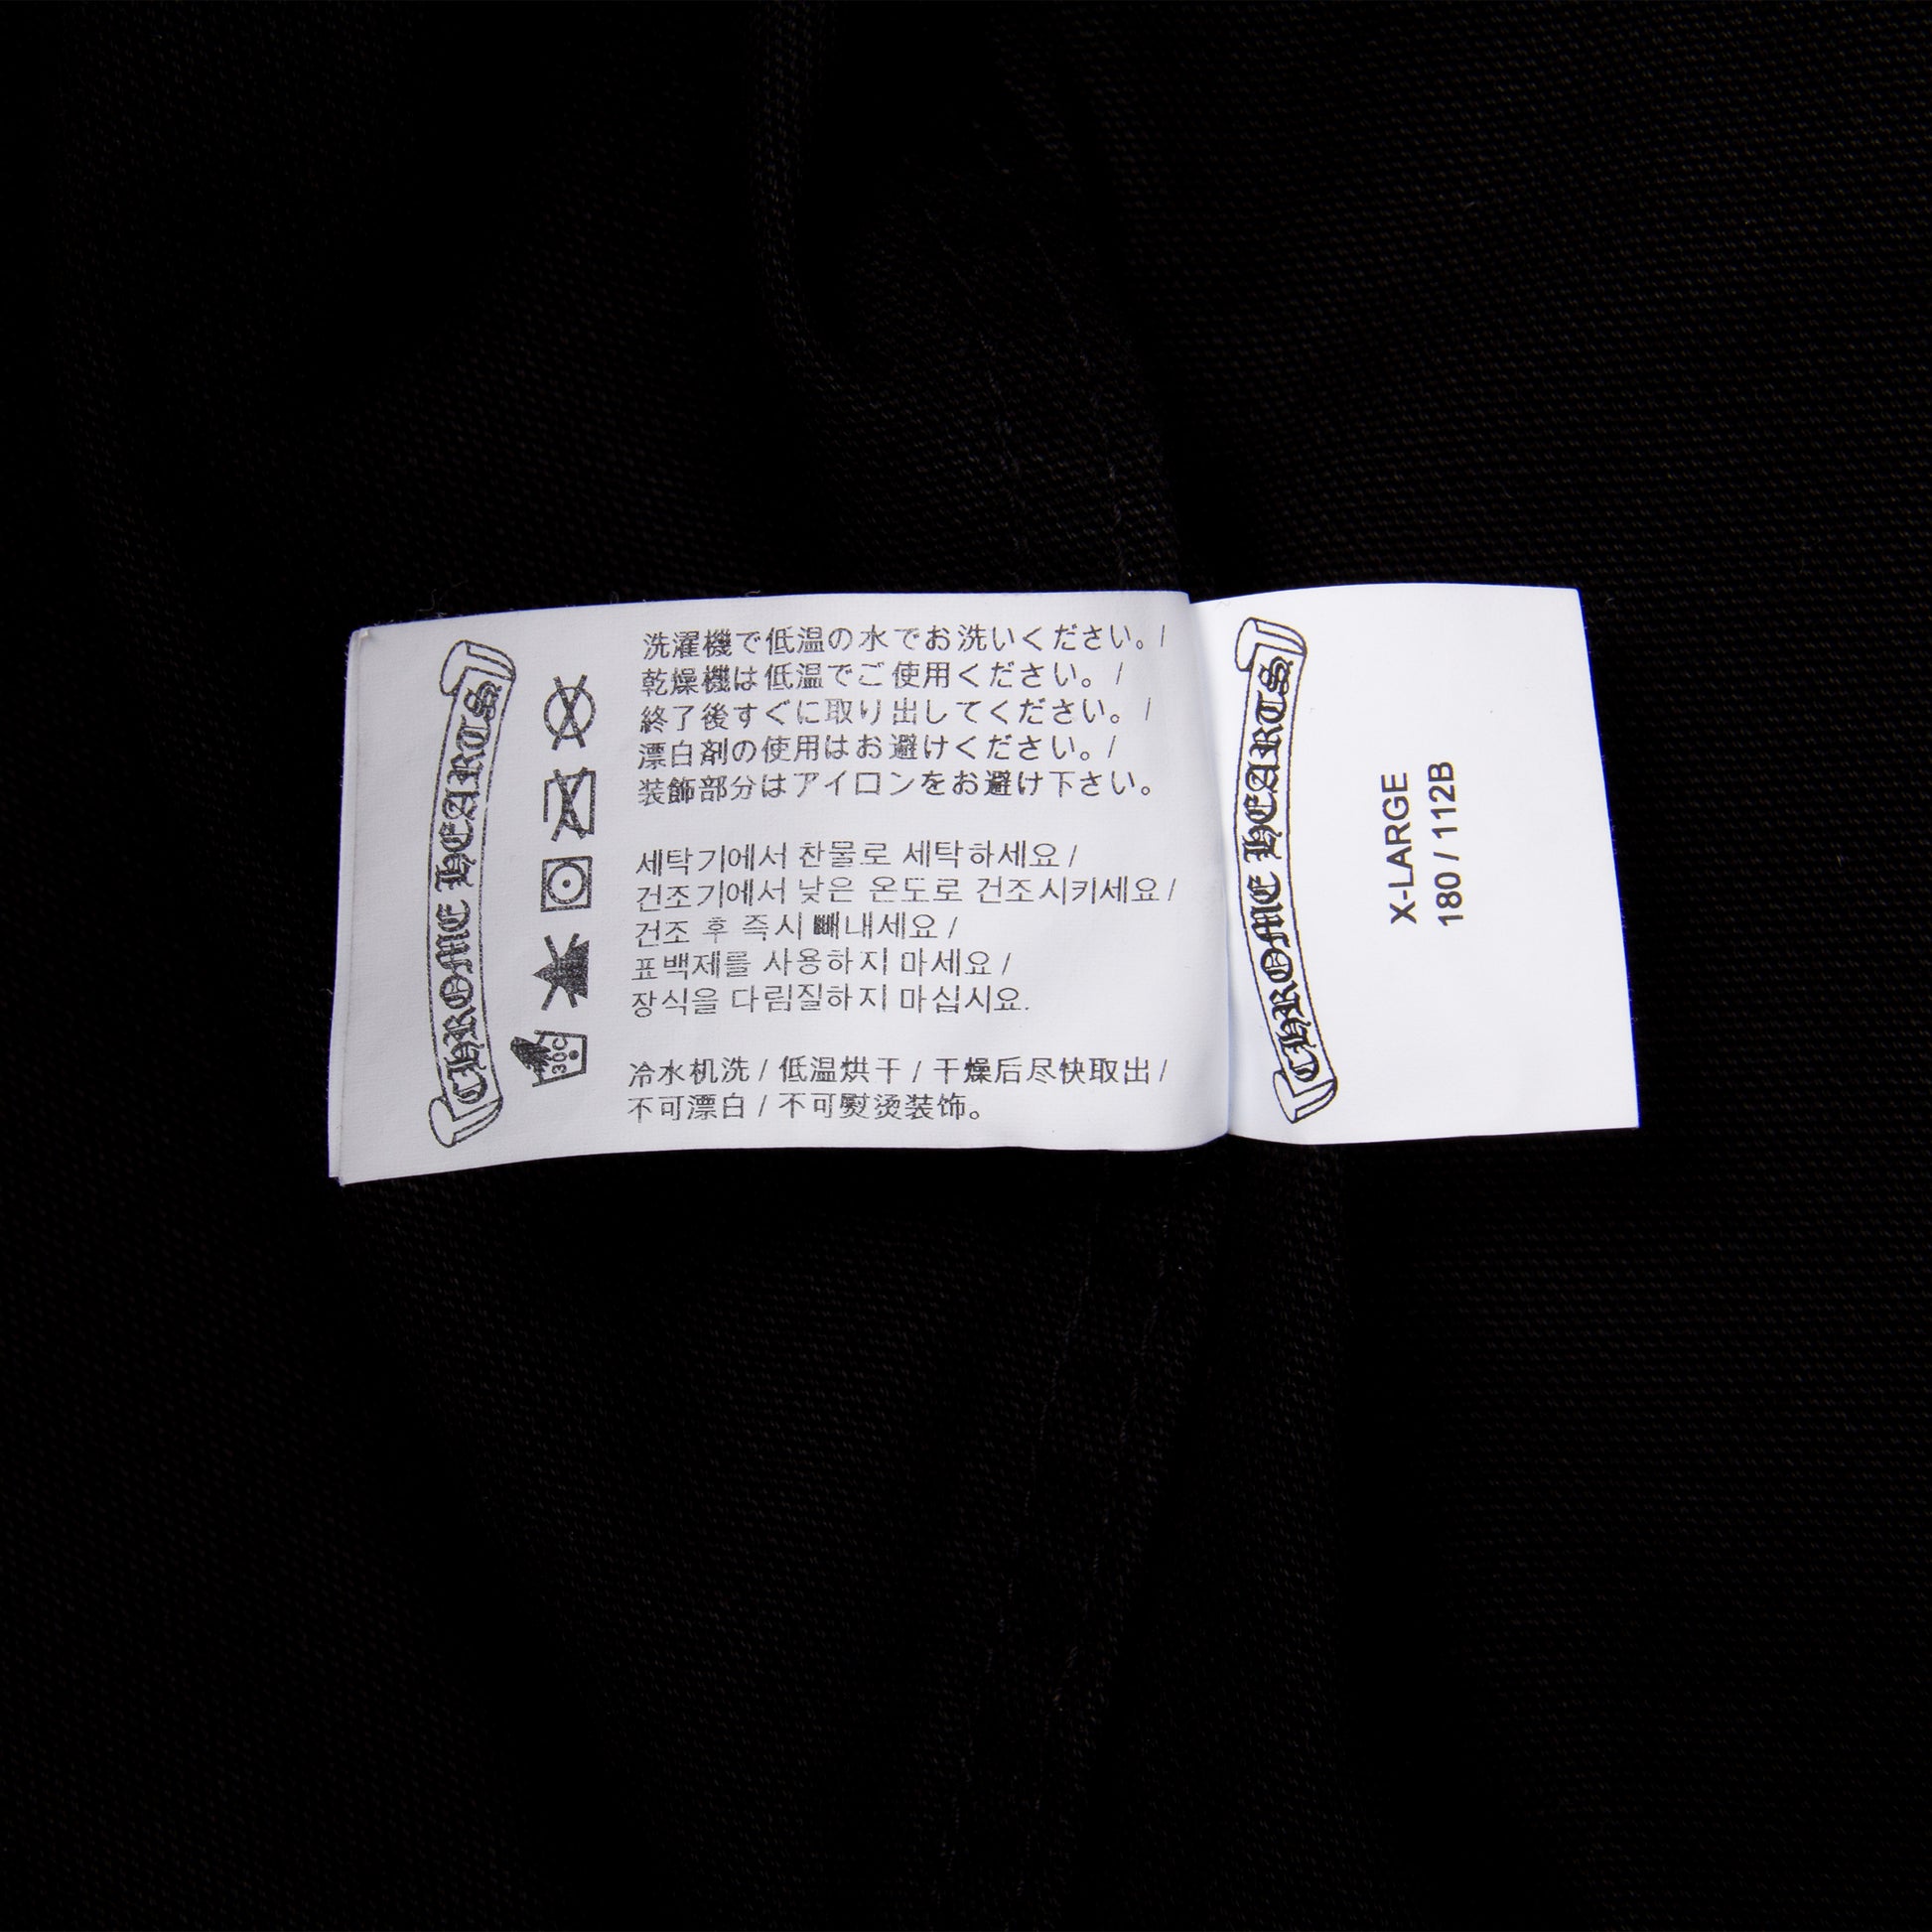 CHROME HEARTS
30C
洗濯機で低温の水でお洗いください。/
乾燥機は低温でご使用ください。/
終了後すぐに取り出してください。/
漂白剤の使用はお避けください。/
装飾部分はアイロンをお避け下さい。
세탁기에서 찬물로 세탁하세요 /
건조기에서 낮은 온도로 건조시키세요 /
건조 후 즉시 빼내세요 /
표백제를 사용하지 마세요 /
장식을 다림질하지 마십시요.
冷水机洗 / 低温烘干 / 干燥后尽快取出 /
不可漂白 / 不可熨烫装饰。
CHROME HEARTS
X-LARGE
180 / 112B